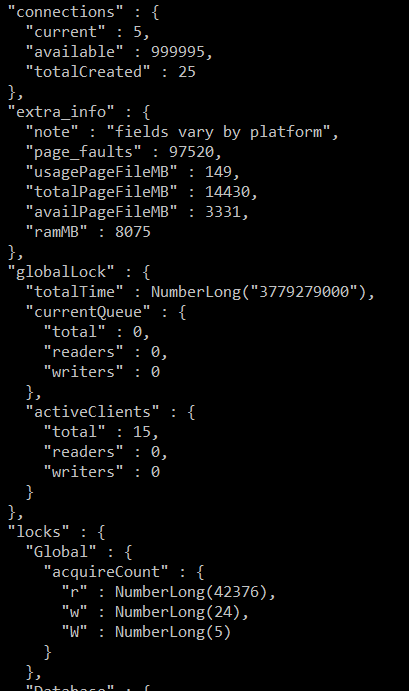 "connections" : {
"current" : 5,
"available" : 999995,
"totalCreated" : 25
},
"extra_info" : {
"note" : "fields vary by platform",
"page_faults" : 97520,
"usagePageFileMB" : 149,
"totalPageFileMB" : 14430,
"availPageFileMB" : 3331,
"ramMB" : 8075
},
"globalLock" : {
"totalTime" : NumberLong("3779279000"),
"currentQueue" : {
"total" : 0,
"readers" : 0,
"writers" : 0
},
"activeClients" : {
"total" : 15,
"readers" : 0,
"writers" : 0
}
},
"locks" : {
"Global" : {
"acquireCount" : {
"r" : NumberLong(42376),
"w" : NumberLong(24),
"W" : NumberLong(5)
}
},
"Database" : {